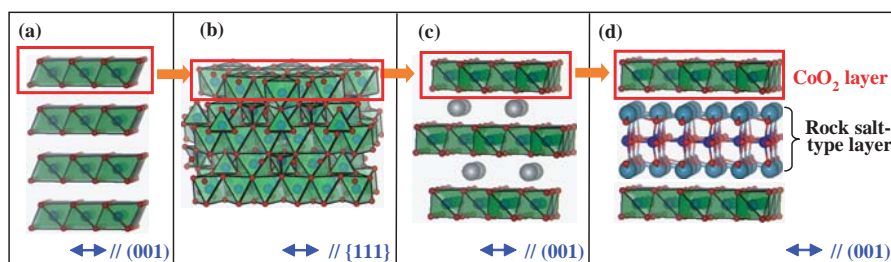 (a)
(b)
(c)
(d)
CoO₂ layer
Rock salt-
type layer
// (001)
// {111}
// (001)
// (001)